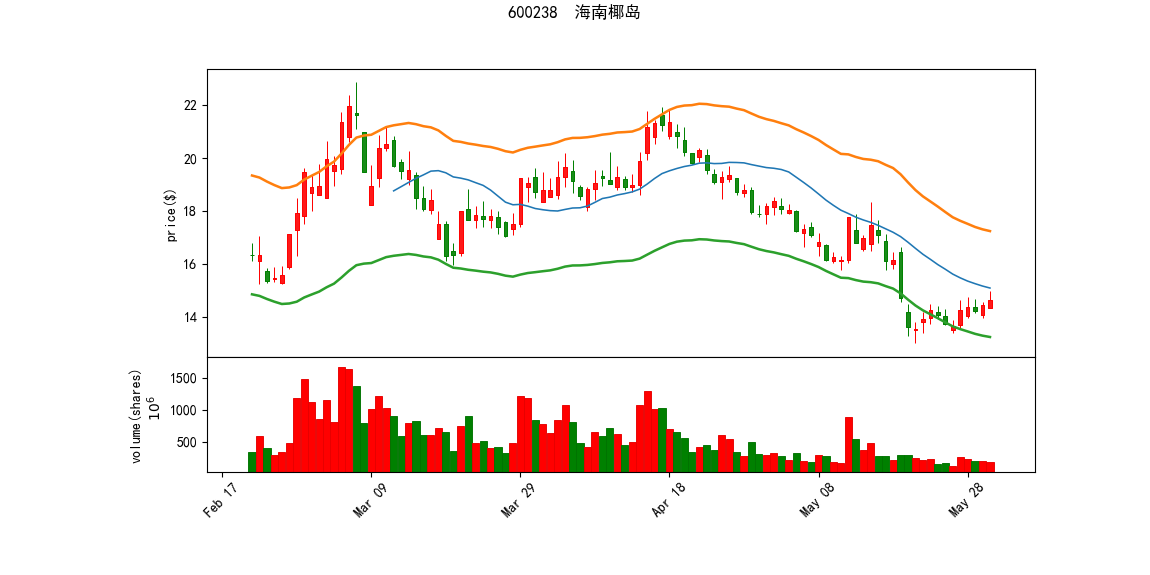 600238 海南椰岛
price($)
22
20
18
16
14
volume(shares)
10^6
1500
1000
500
Feb 17
Mar 09
Mar 29
Apr 18
May 08
May 28